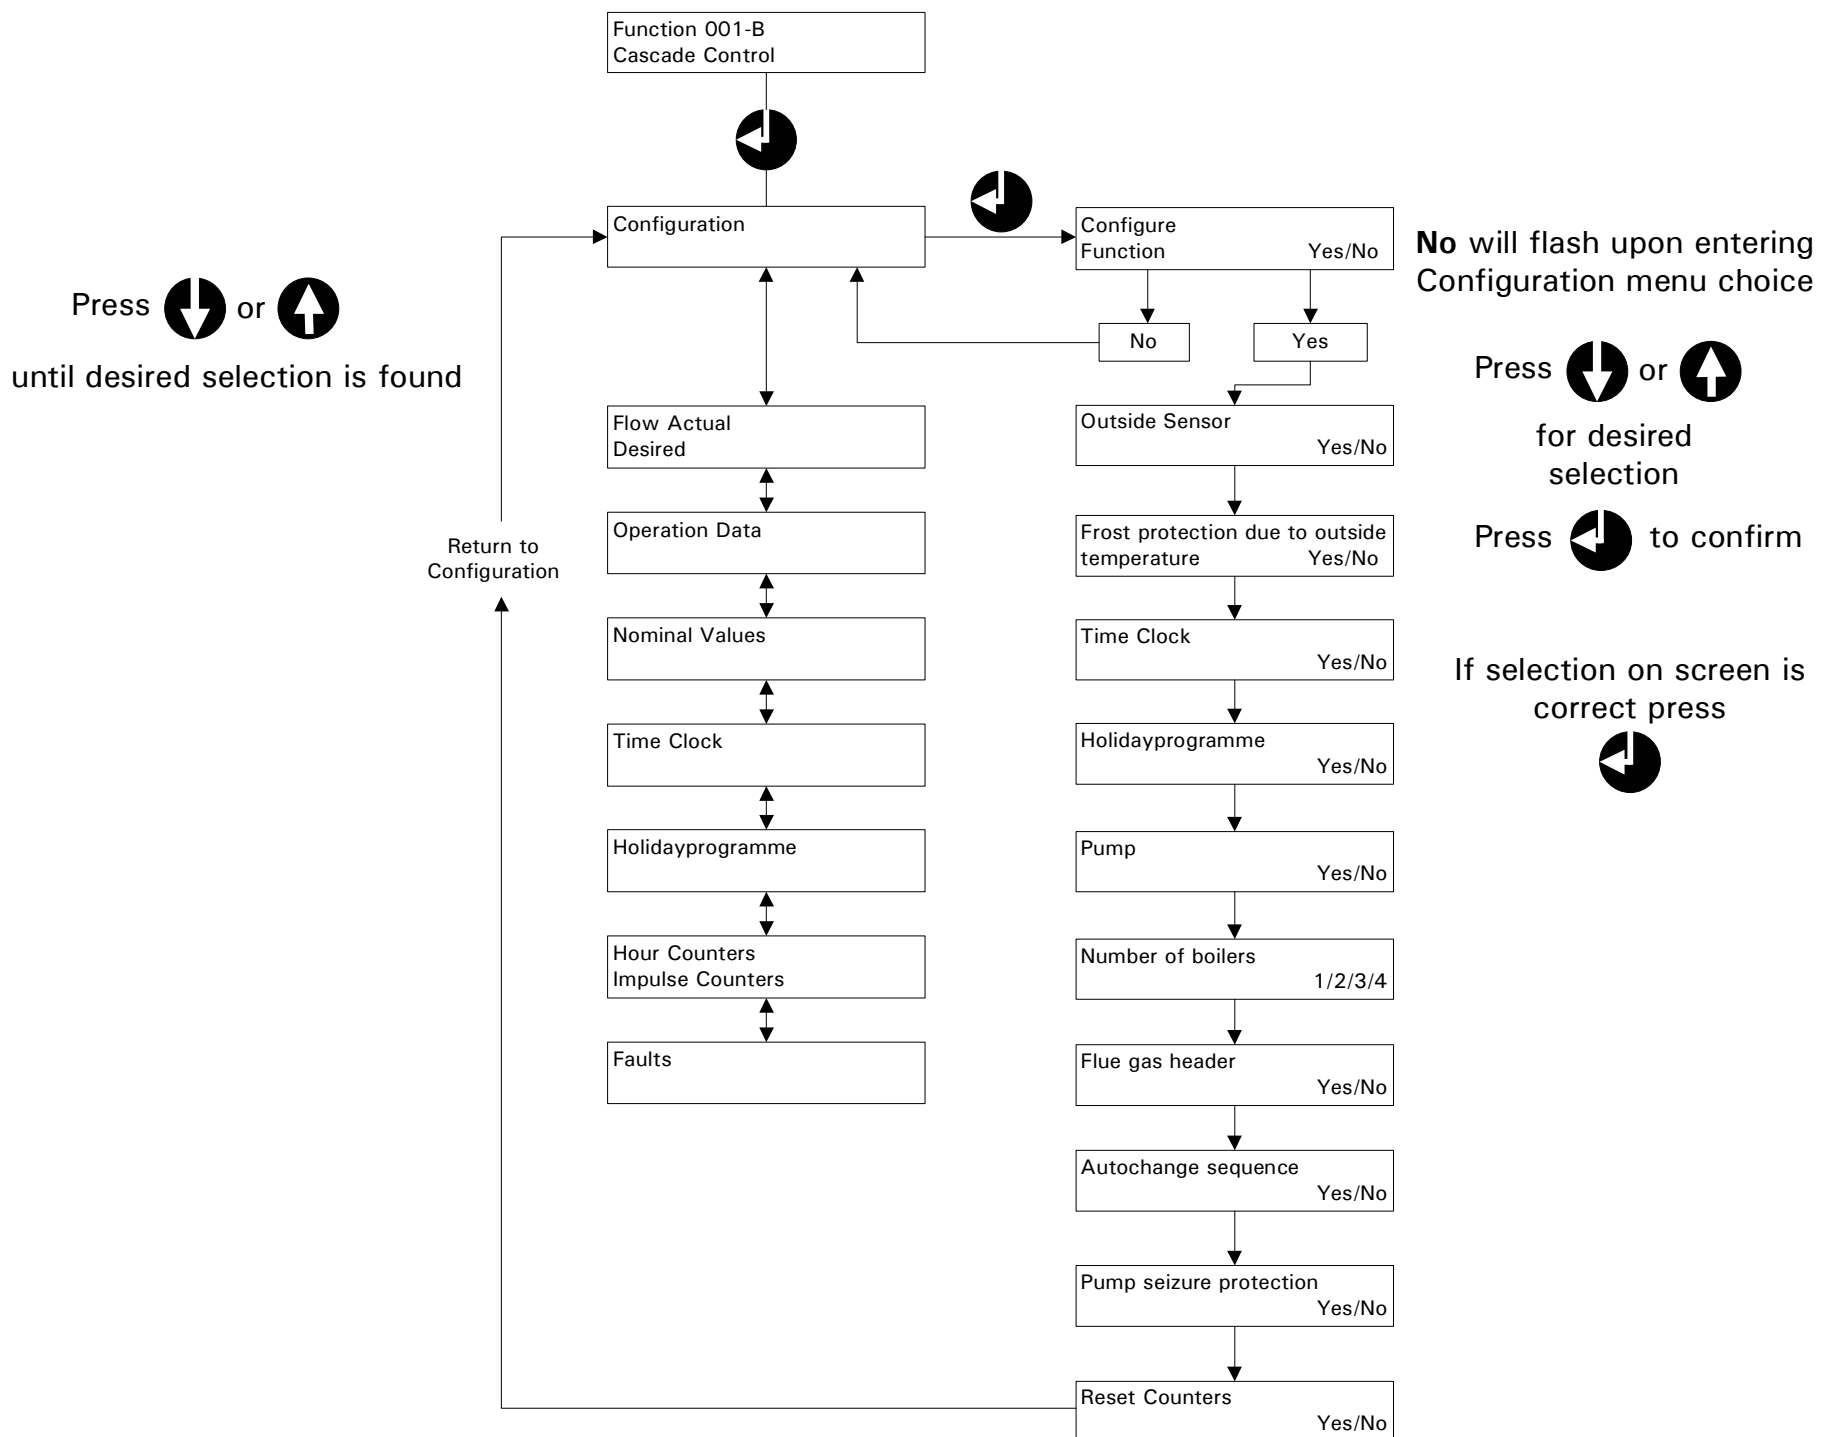 Function 001-B
Cascade Control
Configuration
Configure
Function Yes/No
No will flash upon entering
Configuration menu choice
Press or
until desired selection is found
No
Yes
Press or
for desired
selection
Press to confirm
If selection on screen is
correct press
Flow Actual
Desired
Operation Data
Nominal Values
Time Clock
Holidayprogramme
Hour Counters
Impulse Counters
Faults
Return to
Configuration
Outside Sensor
Yes/No
Frost protection due to outside
temperature Yes/No
Time Clock
Yes/No
Holidayprogramme
Yes/No
Pump
Yes/No
Number of boilers
1/2/3/4
Flue gas header
Yes/No
Autochange sequence
Yes/No
Pump seizure protection
Yes/No
Reset Counters
Yes/No